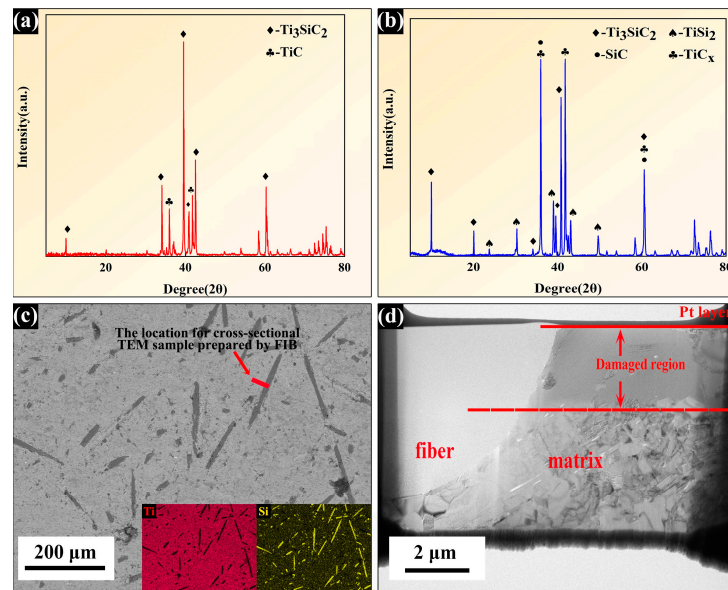 (a)
♦-Ti₃SiC₂
♣-TiC
Intensity(a.u.)
20
40
60
80
Degree(2θ)
(b)
♦-Ti₃SiC₂ ♠-TiSi₂
●-SiC ♣-TiCₓ
Intensity(a.u.)
20
40
60
80
Degree(2θ)
(c)
The location for cross-sectional
TEM sample prepared by FIB
Ti
Si
200 μm
(d)
Pt layer
Damaged region
fiber
matrix
2 μm